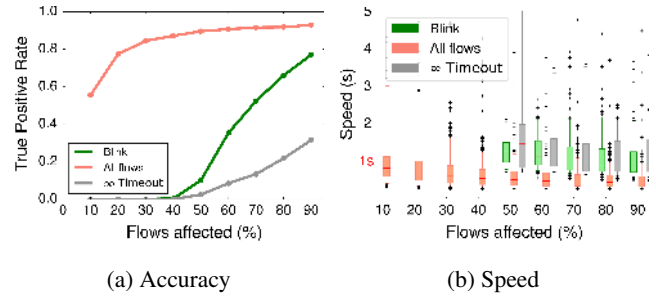 True Positive Rate
1.0
0.8
0.6
0.4
0.2
0.0
Blink
All flows
∞ Timeout
0 10 20 30 40 50 60 70 80 90
Flows affected (%)
(a) Accuracy
Speed (s)
5
4
3
2
1s
Blink
All flows
∞ Timeout
10 20 30 40 50 60 70 80 90
Flows affected (%)
(b) Speed